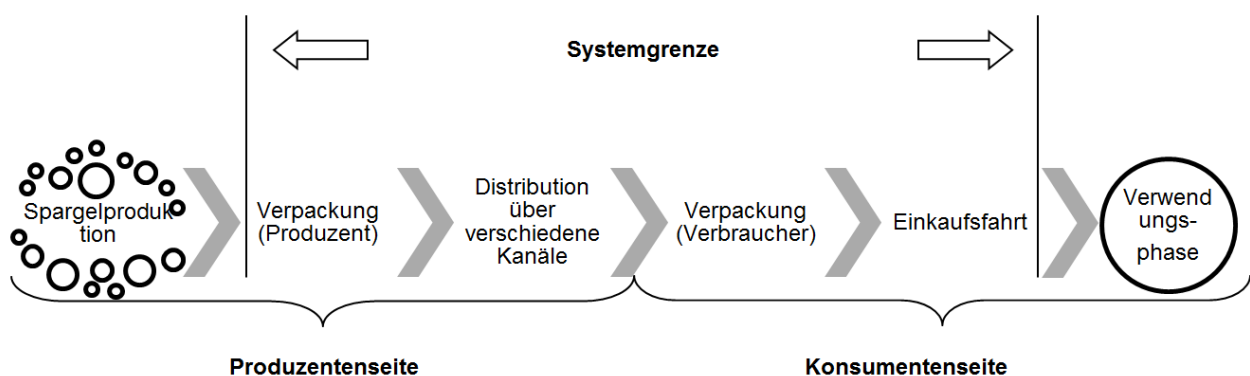 Systemgrenze
Spargelproduk
tion
Verpackung
(Produzent)
Distribution
über
verschiedene
Kanäle
Verpackung
(Verbraucher)
Einkaufsfahrt
Verwend
ungs-
phase
Produzentenseite
Konsumentenseite